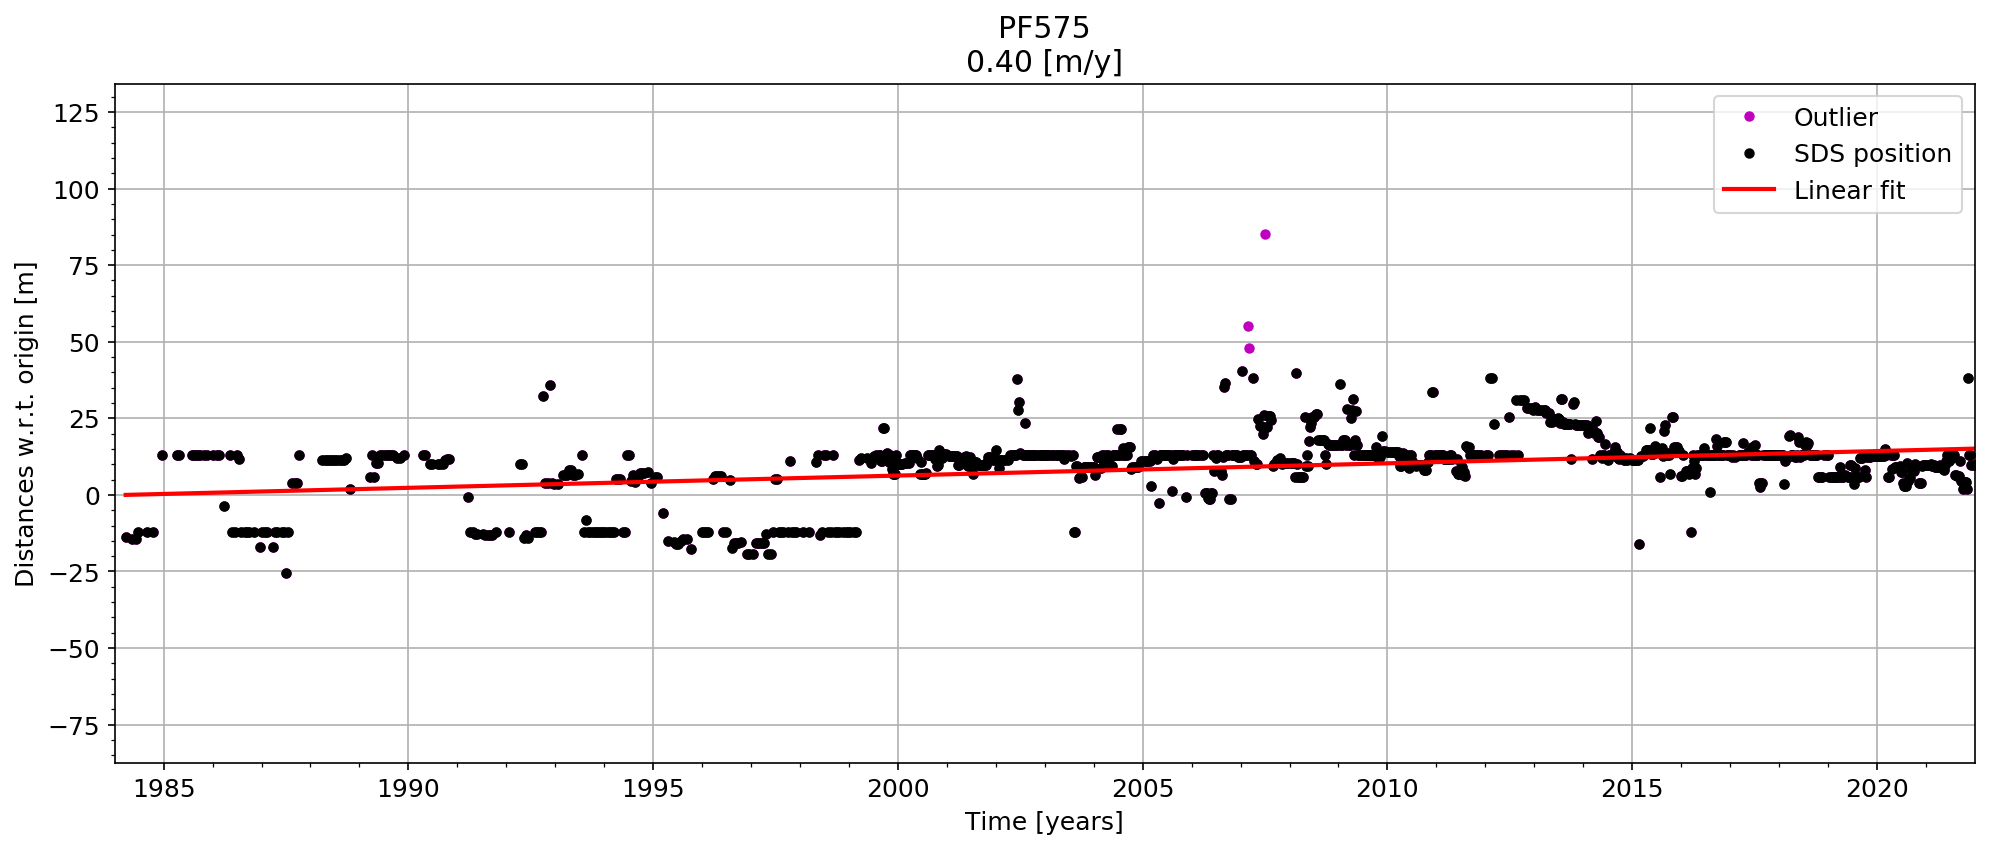 PF575
0.40 [m/y]
Distances w.r.t. origin [m]
125
100
75
50
25
0
−25
−50
−75
Outlier
SDS position
Linear fit
1985 1990 1995 2000 2005 2010 2015 2020
Time [years]